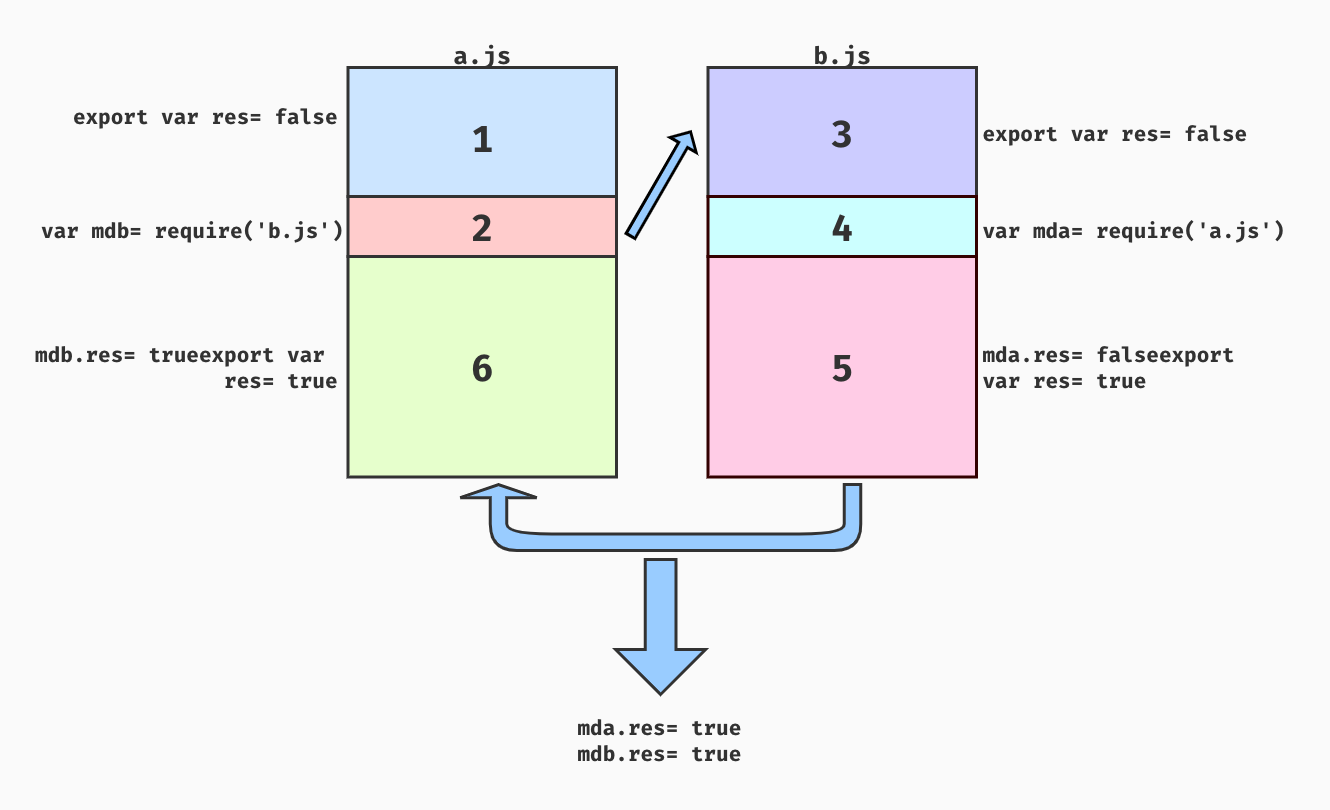 a.js
b.js
export var res= false
1
3
export var res= false
var mdb= require('b.js')
2
4
var mda= require('a.js')
mdb.res= trueexport var
res= true
6
5
mda.res= falseexport
var res= true
mda.res= true
mdb.res= true